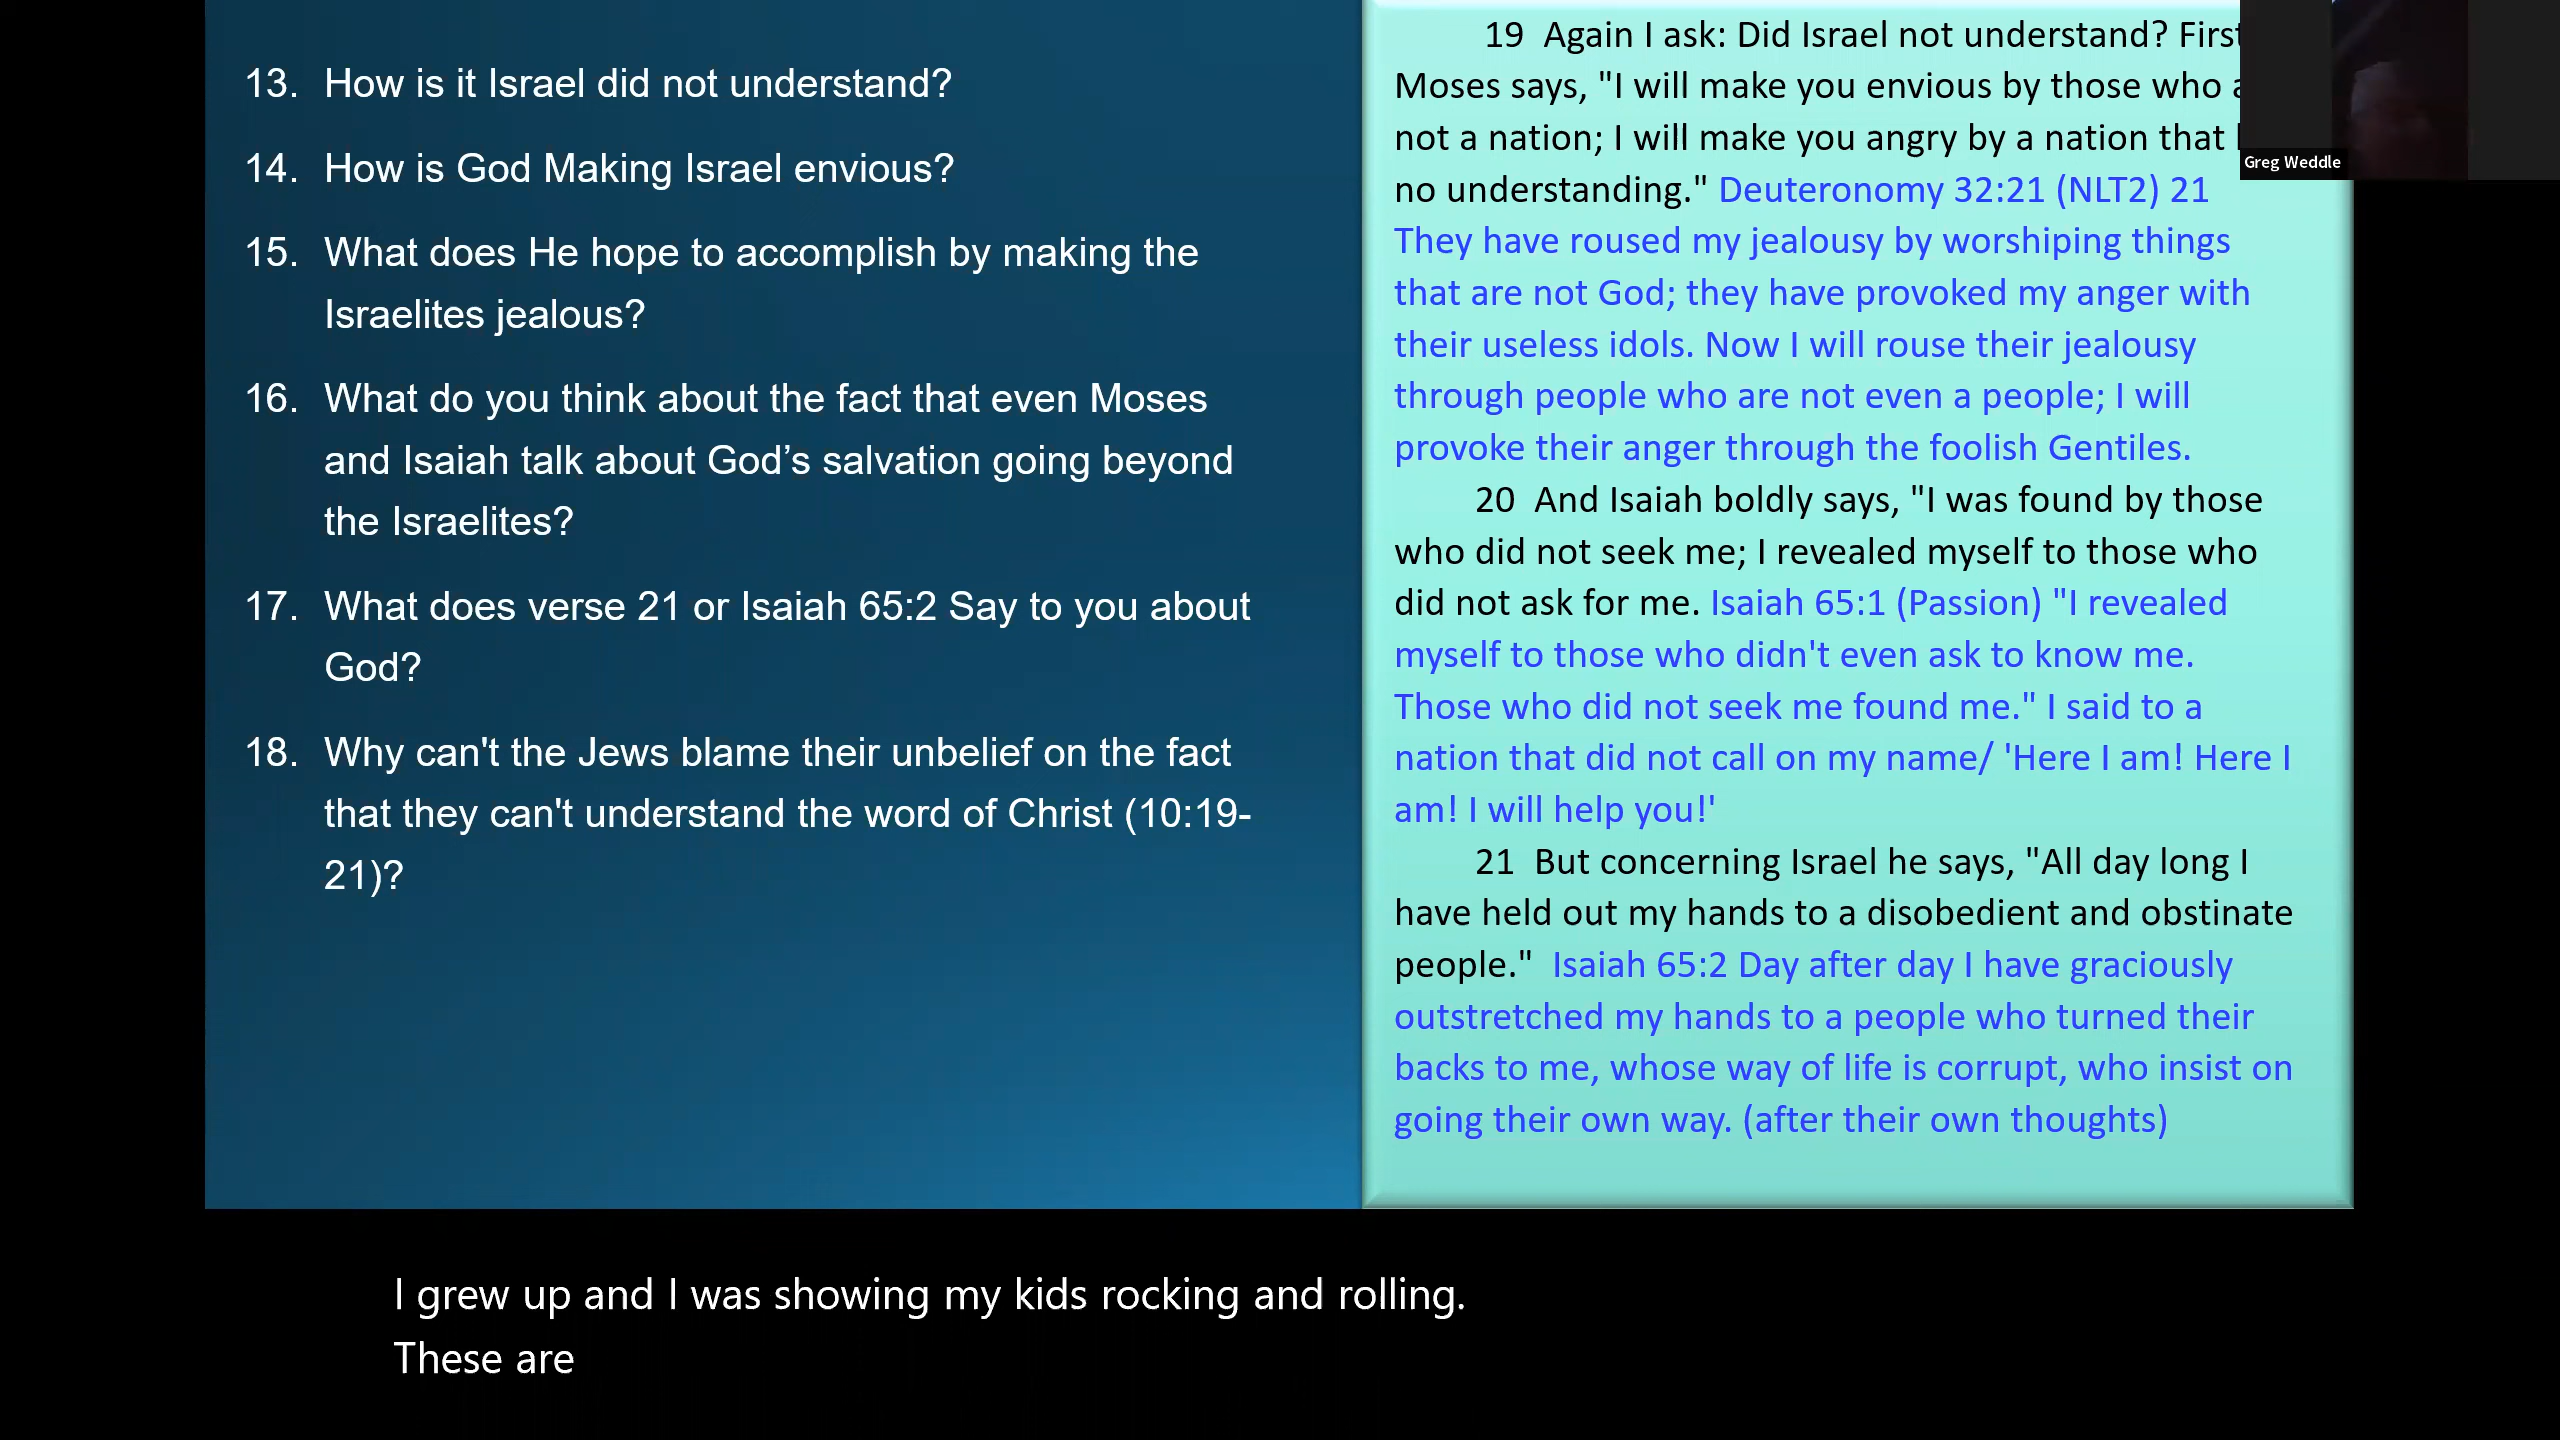 13. How is it Israel did not understand?
14. How is God Making Israel envious?
15. What does He hope to accomplish by making the
Israelites jealous?
16. What do you think about the fact that even Moses
and Isaiah talk about God’s salvation going beyond
the Israelites?
17. What does verse 21 or Isaiah 65:2 Say to you about
God?
18. Why can't the Jews blame their unbelief on the fact
that they can't understand the word of Christ (10:19-
21)?
19 Again I ask: Did Israel not understand? First
Moses says, "I will make you envious by those who
not a nation; I will make you angry by a nation that
no understanding." Deuteronomy 32:21 (NLT2) 21
They have roused my jealousy by worshiping things
that are not God; they have provoked my anger with
their useless idols. Now I will rouse their jealousy
through people who are not even a people; I will
provoke their anger through the foolish Gentiles.
20 And Isaiah boldly says, "I was found by those
who did not seek me; I revealed myself to those who
did not ask for me. Isaiah 65:1 (Passion) "I revealed
myself to those who didn't even ask to know me.
Those who did not seek me found me." I said to a
nation that did not call on my name/ 'Here I am! Here I
am! I will help you!'
21 But concerning Israel he says, "All day long I
have held out my hands to a disobedient and obstinate
people." Isaiah 65:2 Day after day I have graciously
outstretched my hands to a people who turned their
backs to me, whose way of life is corrupt, who insist on
going their own way. (after their own thoughts)
Greg Weddle
I grew up and I was showing my kids rocking and rolling.
These are